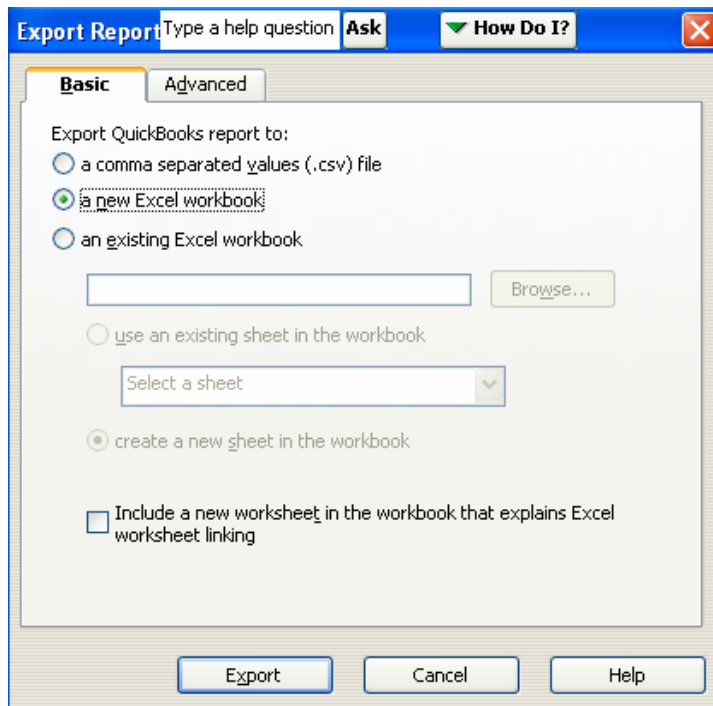 Export Report Type a help question Ask How Do I?
Basic Advanced
Export QuickBooks report to:
a comma separated values (.csv) file
a new Excel workbook
an existing Excel workbook
Browse...
use an existing sheet in the workbook
Select a sheet
create a new sheet in the workbook
Include a new worksheet in the workbook that explains Excel
worksheet linking
Export Cancel Help